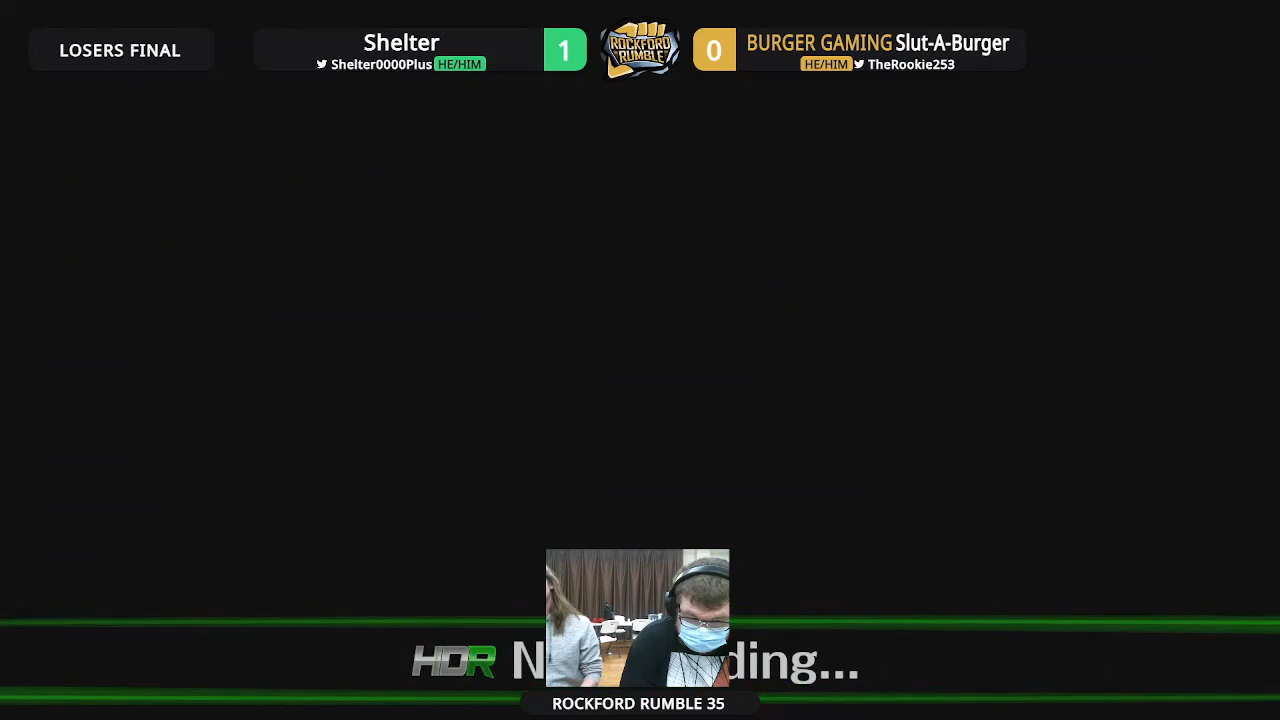 LOSERS FINAL
Shelter
Shelter0000Plus HE/HIM
1
ROCKFORD RUMBLE
0
BURGER GAMING Slut-A-Burger
HE/HIM TheRookie253
HDR N ding...
ROCKFORD RUMBLE 35